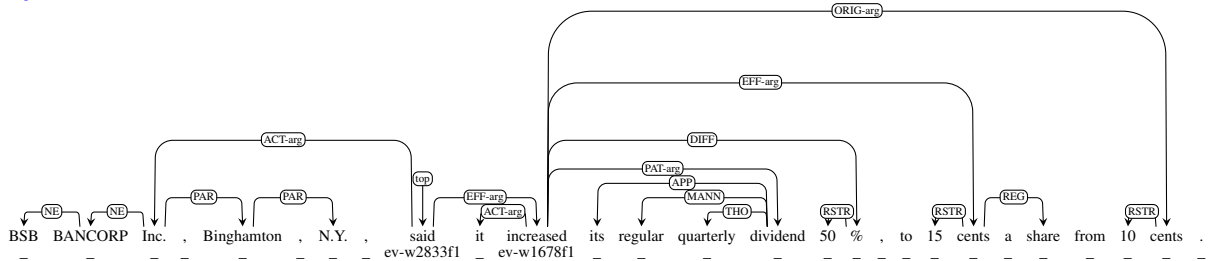 ORIG-arg
EFF-arg
ACT-arg DIFF
top PAT-arg
APP
NE NE PAR PAR EFF-arg MANN REG
ACT-arg THO RSTR RSTR RSTR
BSB BANCORP Inc. , Binghamton , N.Y. , said it increased its regular quarterly dividend 50 % , to 15 cents a share from 10 cents .
_ _ _ _ _ _ _ _ ev-w2833f1 _ ev-w1678f1 _ _ _ _ _ _ _ _ _ _ _ _ _ _ _ _